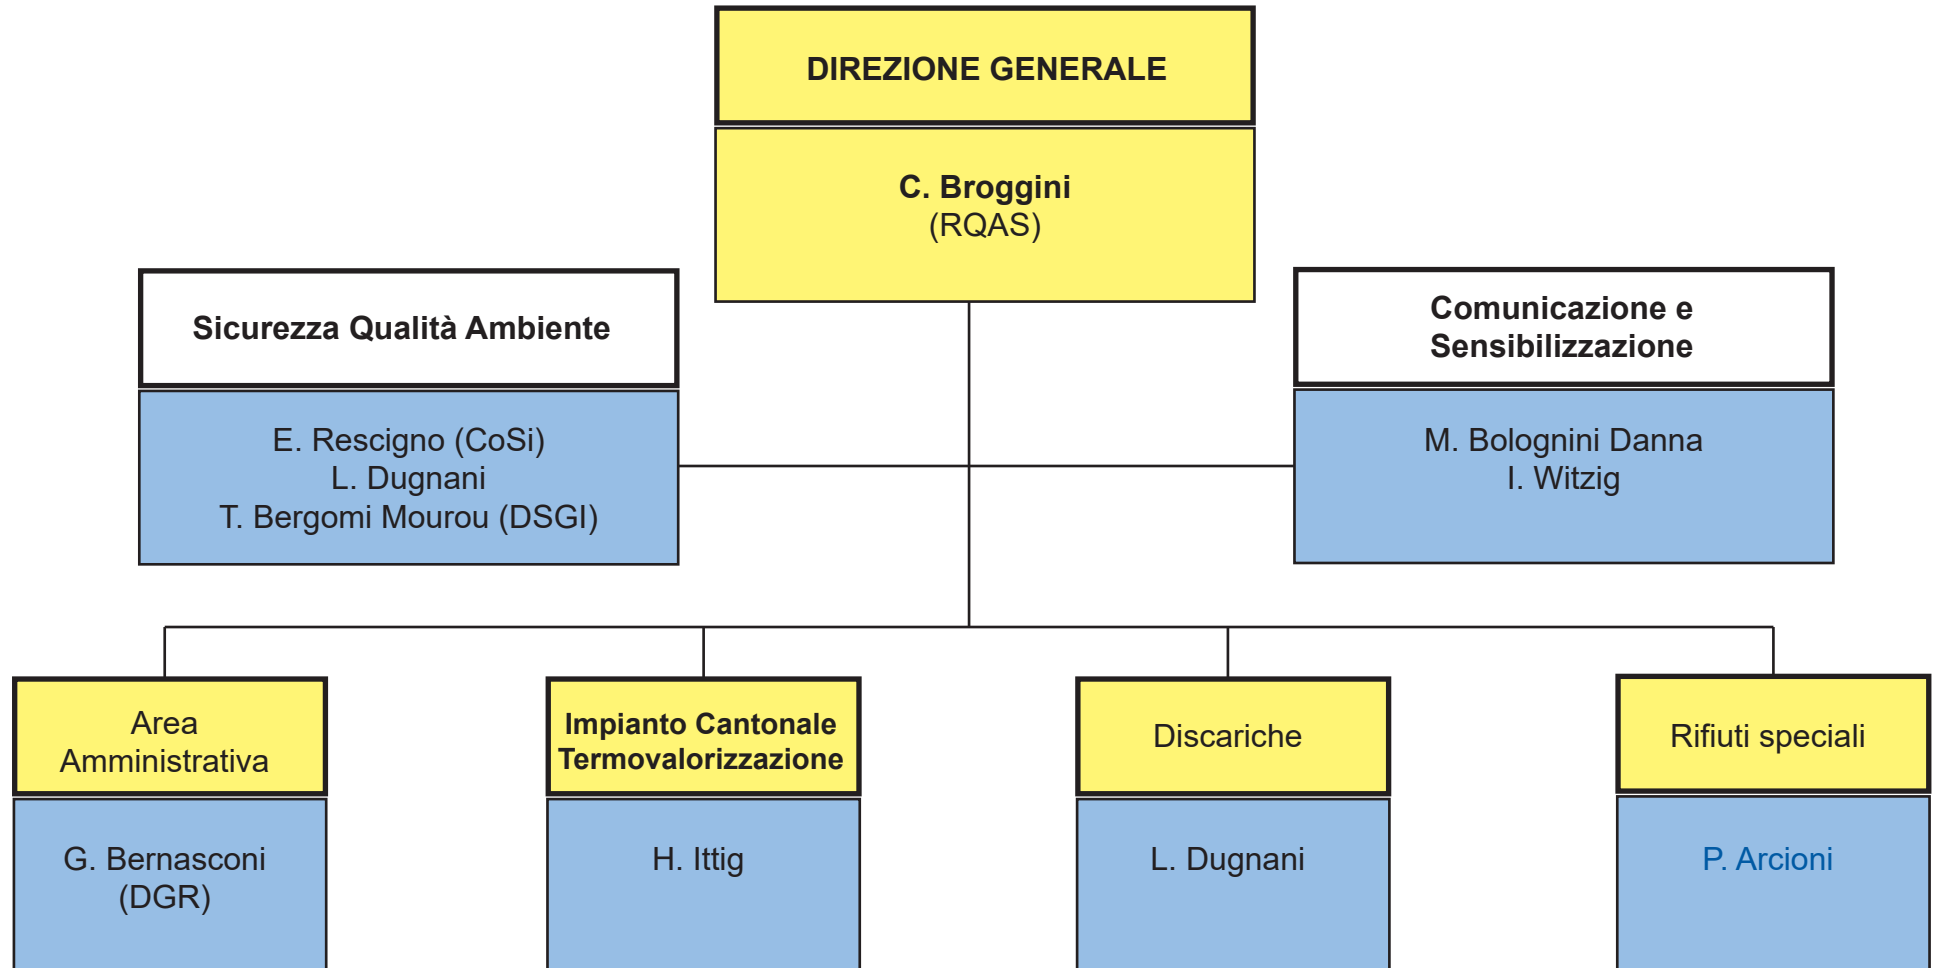 DIREZIONE GENERALE
C. Broggini
(RQAS)
Sicurezza Qualità Ambiente
E. Rescigno (CoSi)
L. Dugnani
T. Bergomi Mourou (DSGI)
Comunicazione e
Sensibilizzazione
M. Bolognini Danna
I. Witzig
Area
Amministrativa
G. Bernasconi
(DGR)
Impianto Cantonale
Termovalorizzazione
H. Ittig
Discariche
L. Dugnani
Rifiuti speciali
P. Arcioni